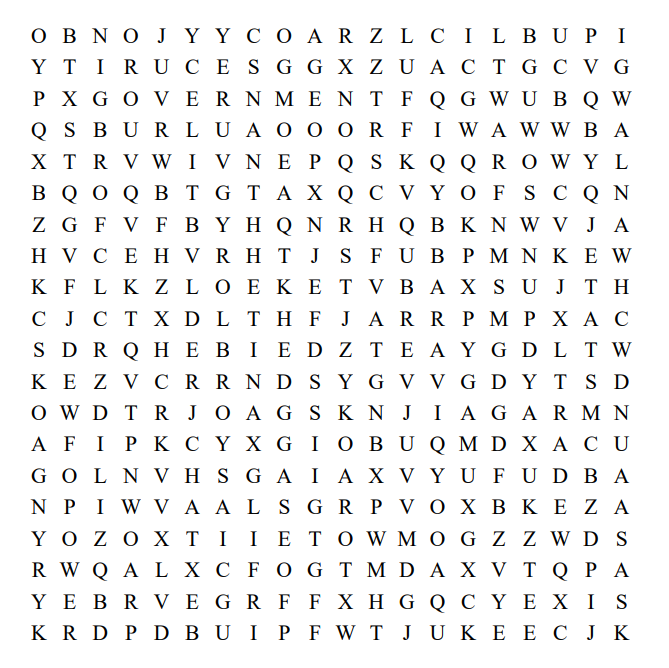 O B N O J Y Y C O A R Z L C I L B U P I
Y T I R U C E S G G X Z U A C T G C V G
P X G O V E R N M E N T F Q G W U B Q W
Q S B U R L U A O O O R F I W A W W B A
X T R V W I V N E P Q S K Q Q R O W Y L
B Q O Q B T G T A X Q C V Y O F S C Q N
Z G F V F B Y H Q N R H Q B K N W V J A
H V C E H V R H T J S F U B P M N K E W
K F L K Z L O E K E T V B A X S U J T H
C J C T X D L T H F J A R R P M P X A C
S D R Q H E B I E D Z T E A Y G D L T W
K E Z V C R R N D S Y G V V G D Y T S D
O W D T R J O A G S K N J I A G A R M N
A F I P K C Y X G I O B U Q M D X A C U
G O L N V H S G A I A X V Y U F U D B A
N P I W V A A L S G R P V O X B K E Z A
Y O Z O X T I I E T O W M O G Z Z W D S
R W Q A L X C F O G T M D A X V T Q P A
Y E B R V E G R F F X H G Q C Y E X I S
K R D P D B U I P F W T J U K E E C J K